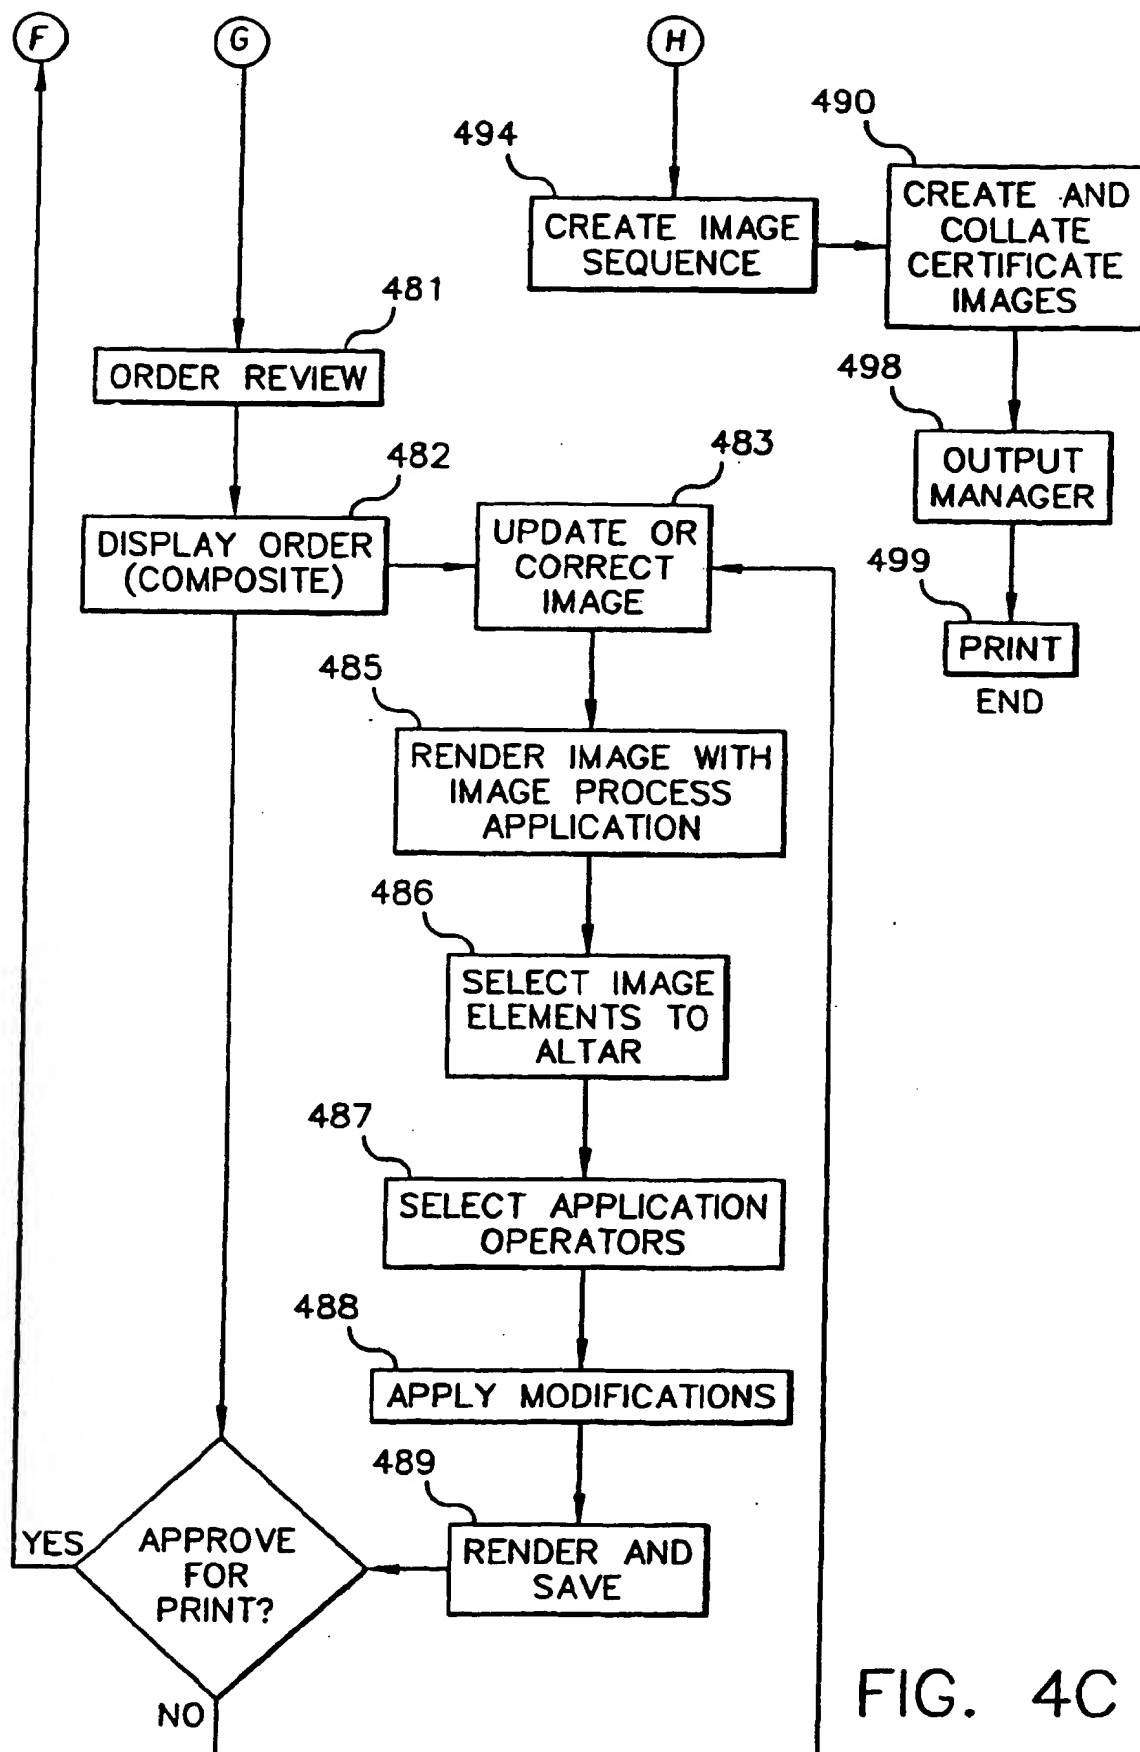 F
G
H
494
490
CREATE IMAGE
SEQUENCE
CREATE AND
COLLATE
CERTIFICATE
IMAGES
481
ORDER REVIEW
498
OUTPUT
MANAGER
482
483
DISPLAY ORDER
(COMPOSITE)
UPDATE OR
CORRECT
IMAGE
499
PRINT
END
485
RENDER IMAGE WITH
IMAGE PROCESS
APPLICATION
486
SELECT IMAGE
ELEMENTS TO
ALTAR
487
SELECT APPLICATION
OPERATORS
488
APPLY MODIFICATIONS
489
RENDER AND
SAVE
YES
APPROVE
FOR
PRINT?
NO
FIG. 4C